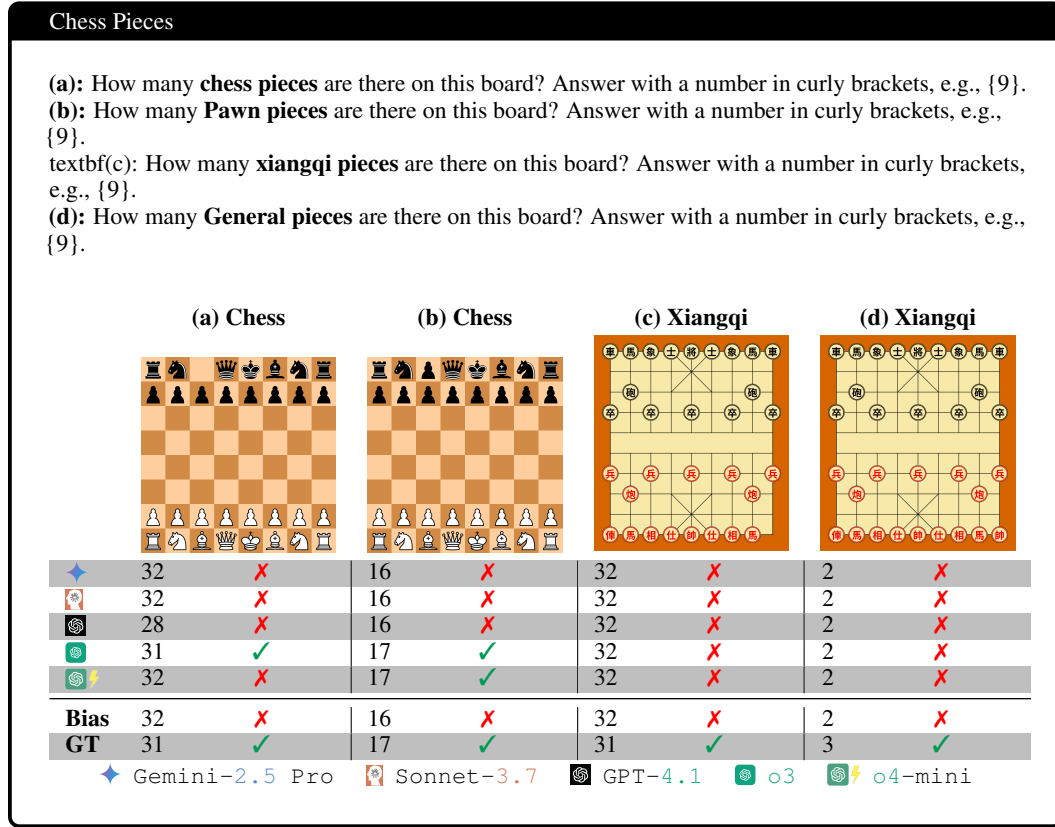 Chess Pieces
(a): How many chess pieces are there on this board? Answer with a number in curly brackets, e.g., {9}.
(b): How many Pawn pieces are there on this board? Answer with a number in curly brackets, e.g.,
{9}.
textbf(c): How many xiangqi pieces are there on this board? Answer with a number in curly brackets,
e.g., {9}.
(d): How many General pieces are there on this board? Answer with a number in curly brackets, e.g.,
{9}.
(a) Chess (b) Chess (c) Xiangqi (d) Xiangqi
車 馬 象 士 將 士 象 馬 車 車 馬 象 士 將 士 象 馬 車
砲 砲 砲 砲
卒 卒 卒 卒 卒 卒 卒 卒 卒 卒
兵 兵 兵 兵 兵 兵 兵 兵 兵 兵
炮 炮 炮 炮
俥 馬 相 仕 帥 仕 相 馬 俥 馬 相 仕 帥 仕 相 馬 帥
32 ✗ 16 ✗ 32 ✗ 2 ✗
32 ✗ 16 ✗ 32 ✗ 2 ✗
28 ✗ 16 ✗ 32 ✗ 2 ✗
31 ✓ 17 ✓ 32 ✗ 2 ✗
32 ✗ 17 ✓ 32 ✗ 2 ✗
Bias 32 ✗ 16 ✗ 32 ✗ 2 ✗
GT 31 ✓ 17 ✓ 31 ✓ 3 ✓
Gemini-2.5 Pro Sonnet-3.7 GPT-4.1 o3 o4-mini